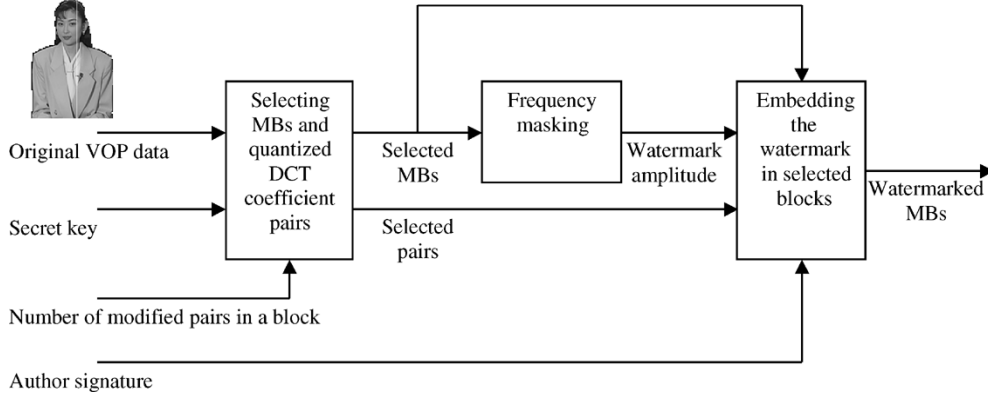 Original VOP data
Secret key
Number of modified pairs in a block
Author signature
Selecting
MBs and
quantized
DCT
coefficient
pairs
Selected
MBs
Selected
pairs
Frequency
masking
Watermark
amplitude
Embedding
the
watermark
in selected
blocks
Watermarked
MBs